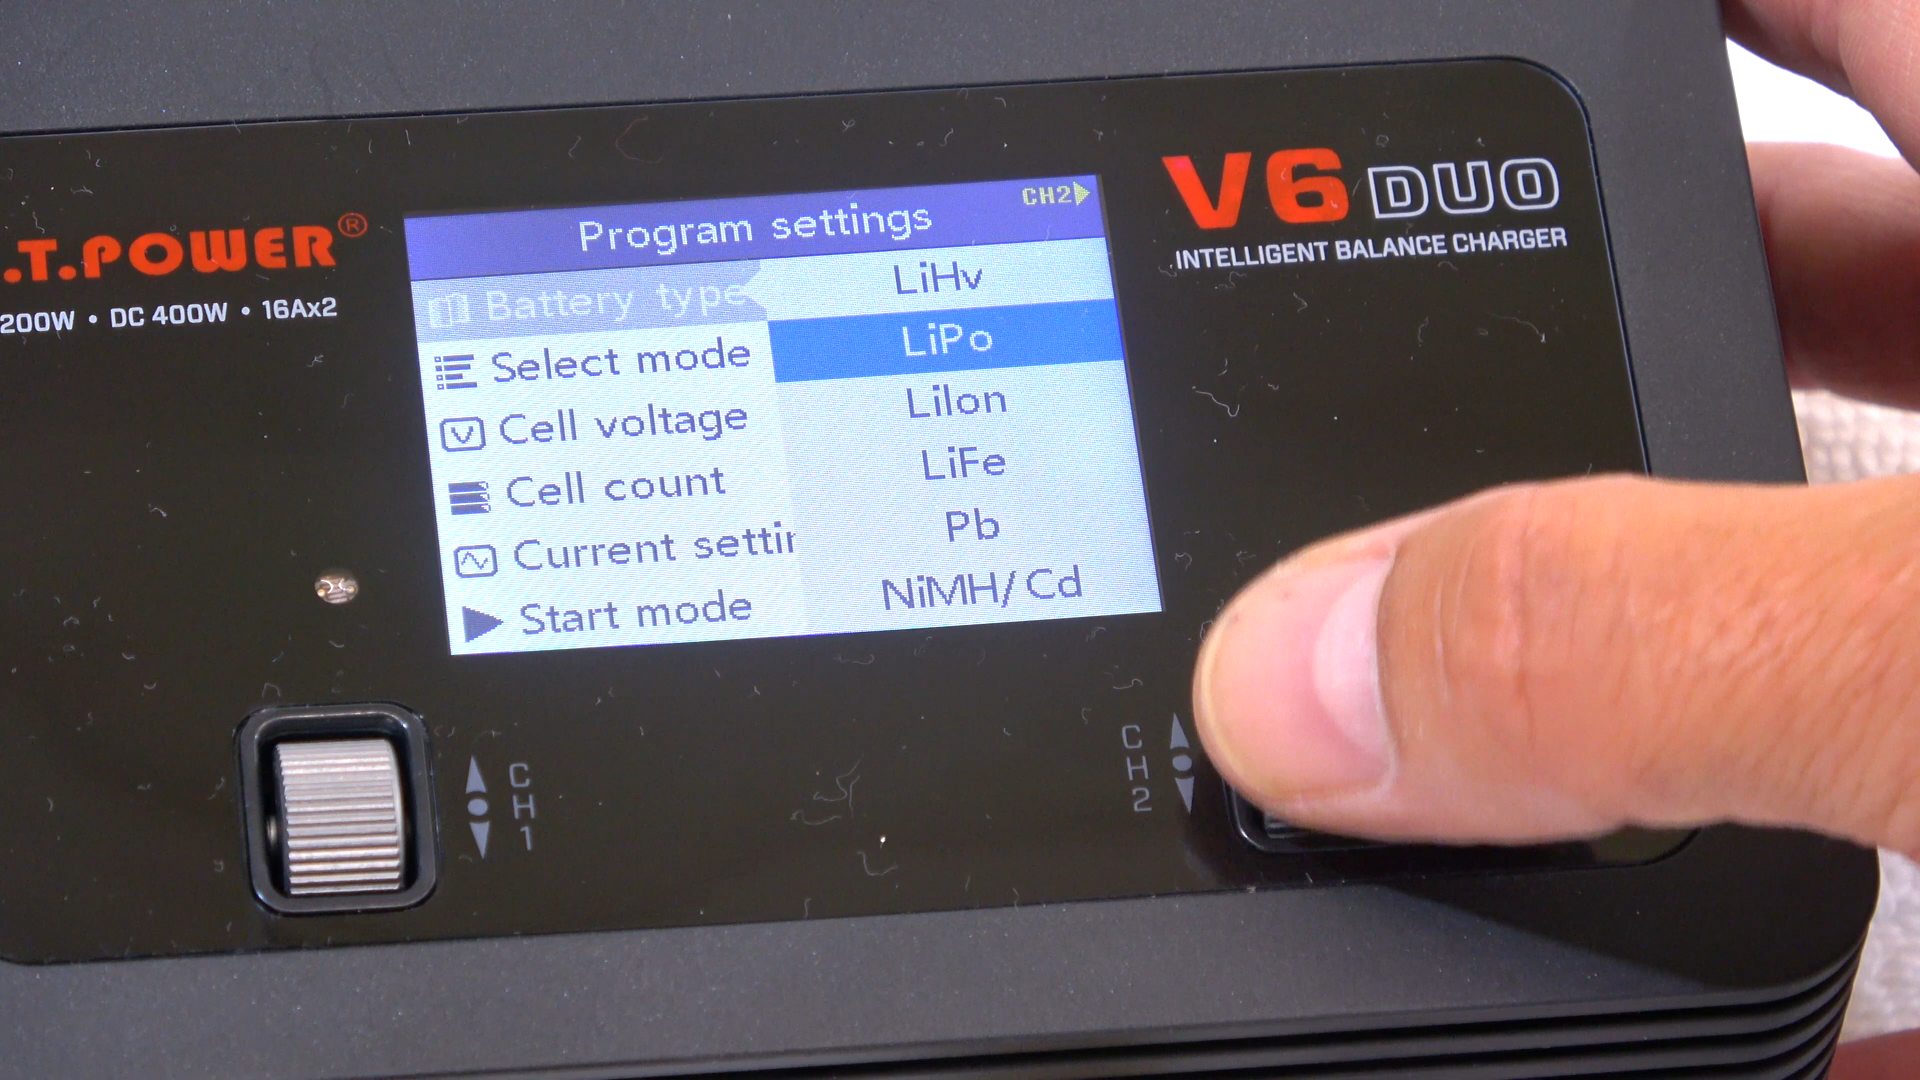 .T.POWER®
200W • DC 400W • 16Ax2
V6 DUO
INTELLIGENT BALANCE CHARGER
Program settings
CH2
Battery type
Select mode
Cell voltage
Cell count
Current settin
Start mode
LiHv
LiPo
LiIon
LiFe
Pb
NiMH/Cd
CH1
CH2